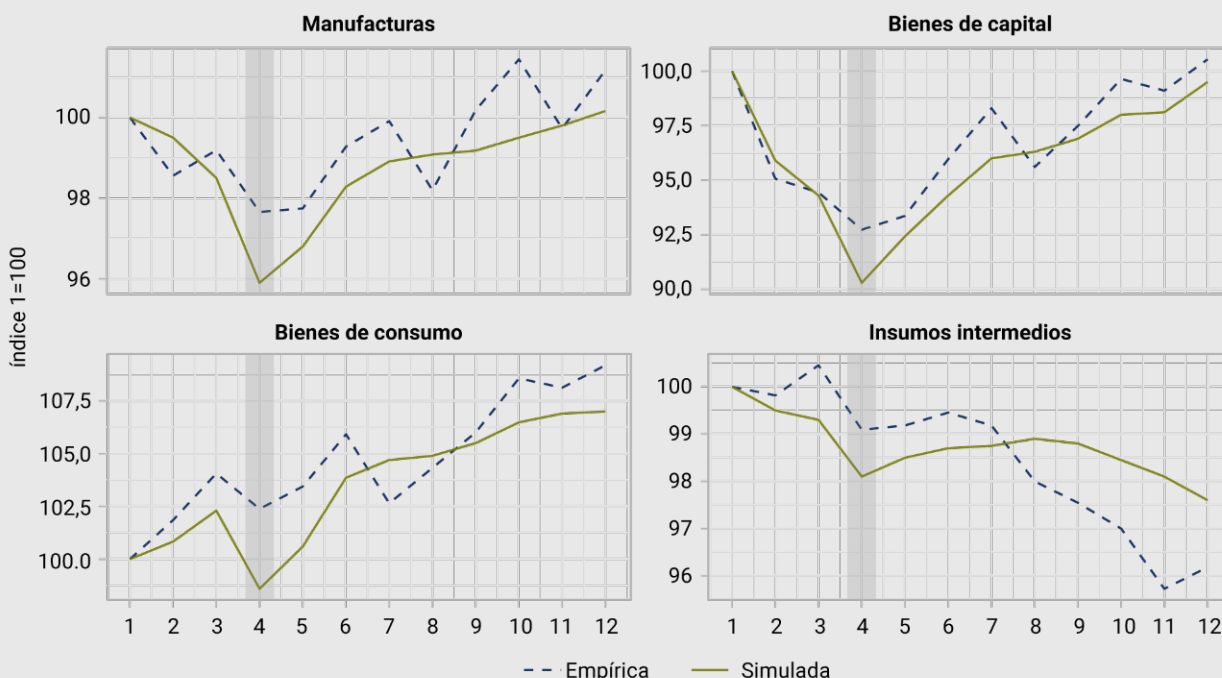 Manufacturas
Bienes de capital
índice 1=100
100
98
96
100,0
97,5
95,0
92,5
90,0
Bienes de consumo
Insumos intermedios
107,5
105,0
102,5
100.0
100
99
98
97
96
1 2 3 4 5 6 7 8 9 10 11 12
1 2 3 4 5 6 7 8 9 10 11 12
Empírica
Simulada